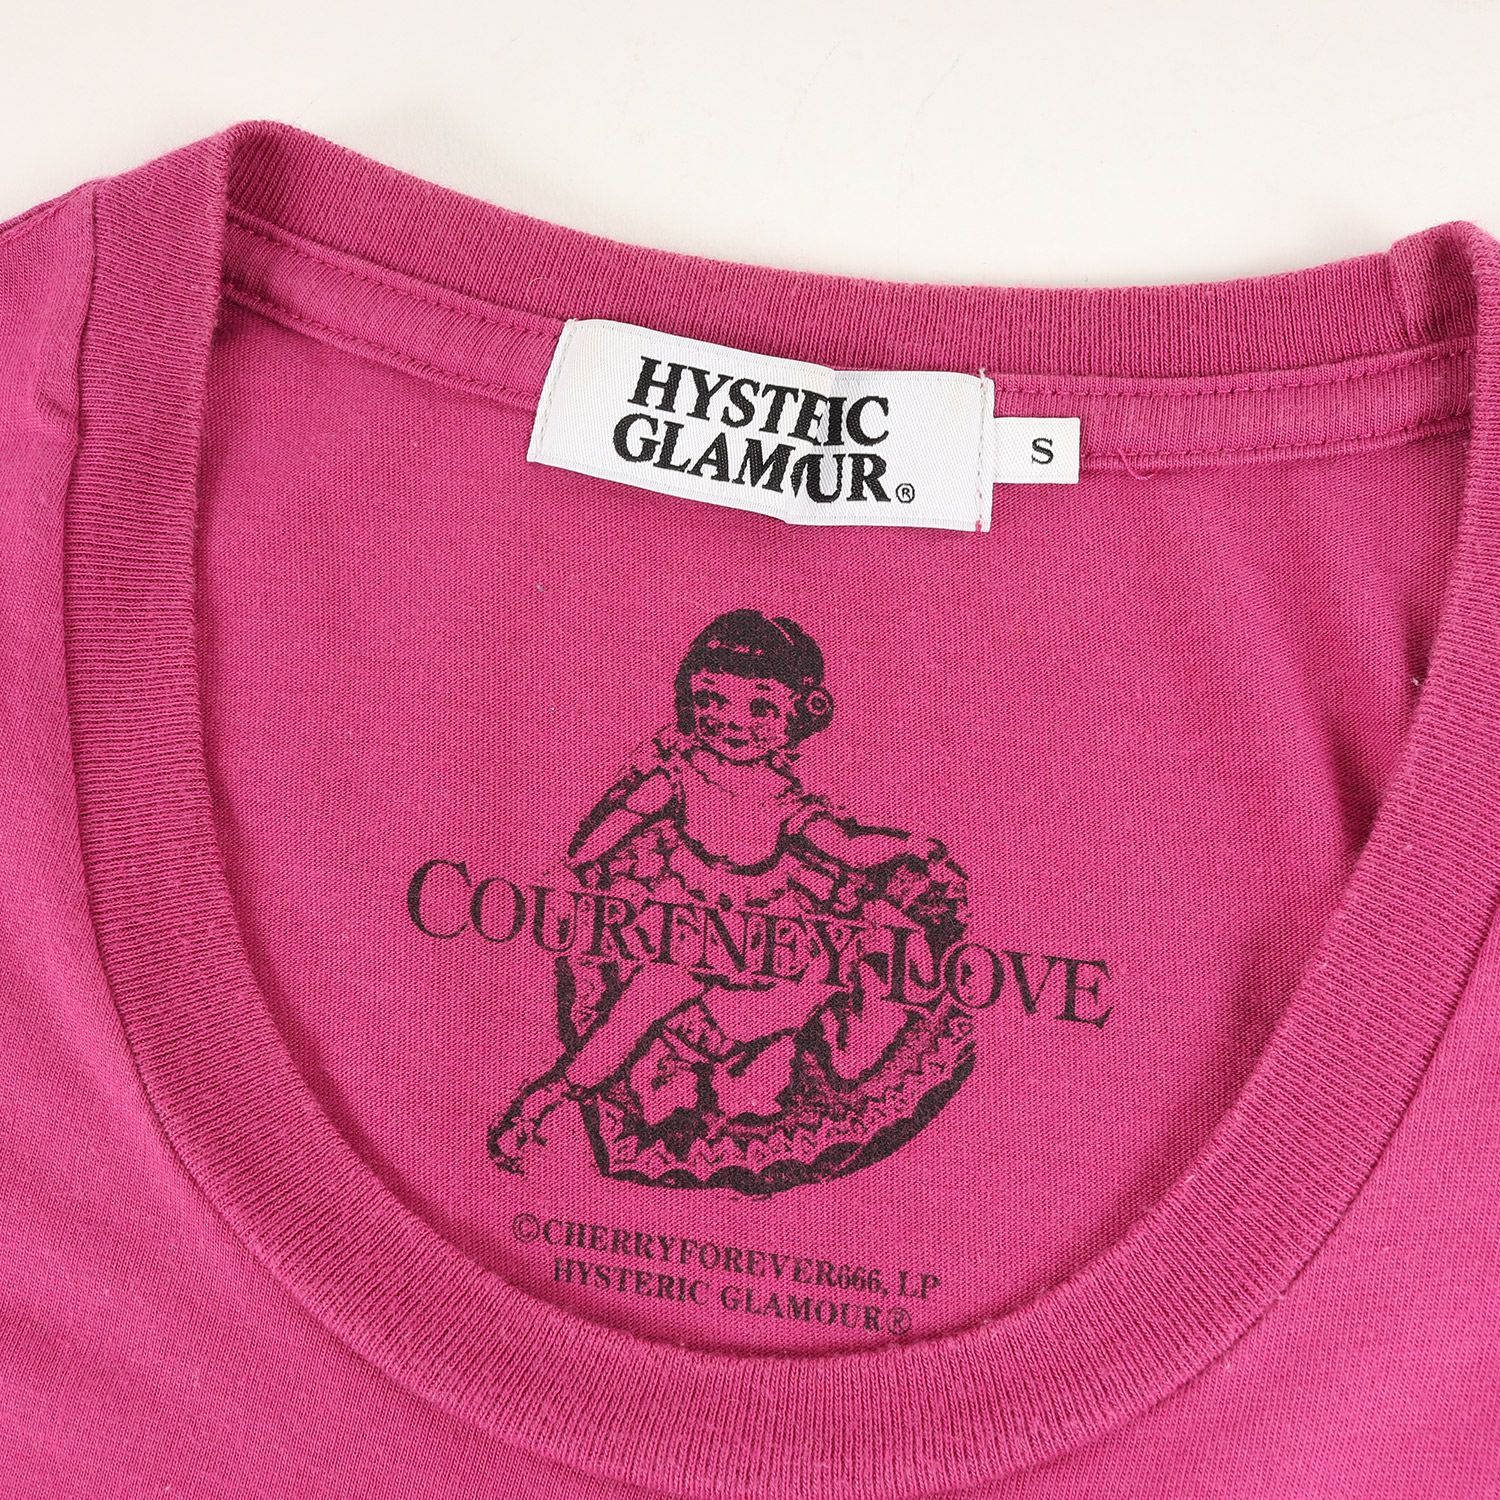 HYSTERIC
GLAMOUR®
S
COURTNEY LOVE
©CHERRYFOREVER666, LP
HYSTERIC GLAMOUR®